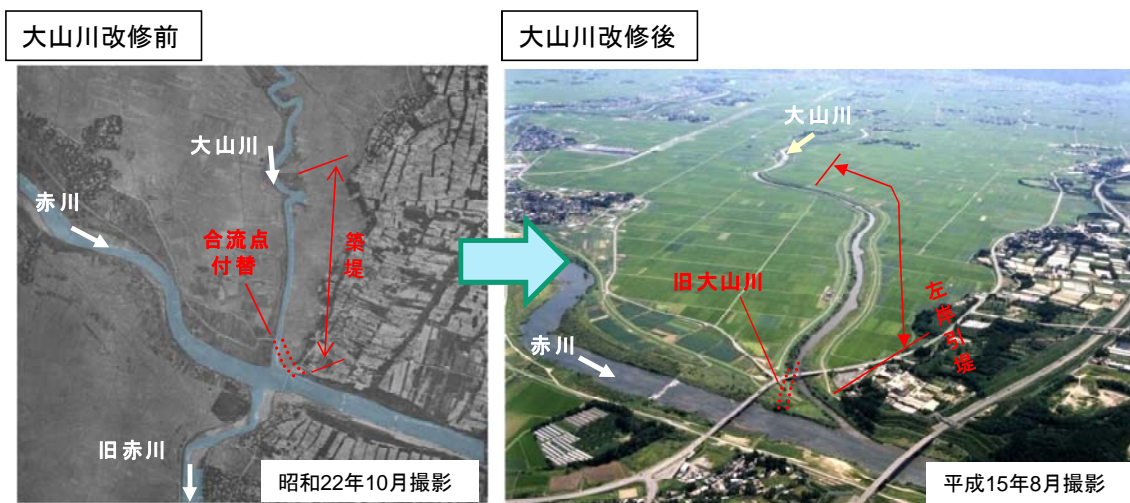 大山川改修前
大山川
赤川
合流点
付替
築堤
旧赤川
昭和22年10月撮影
大山川改修後
大山川
旧大山川
赤川
左岸引堤
平成15年8月撮影